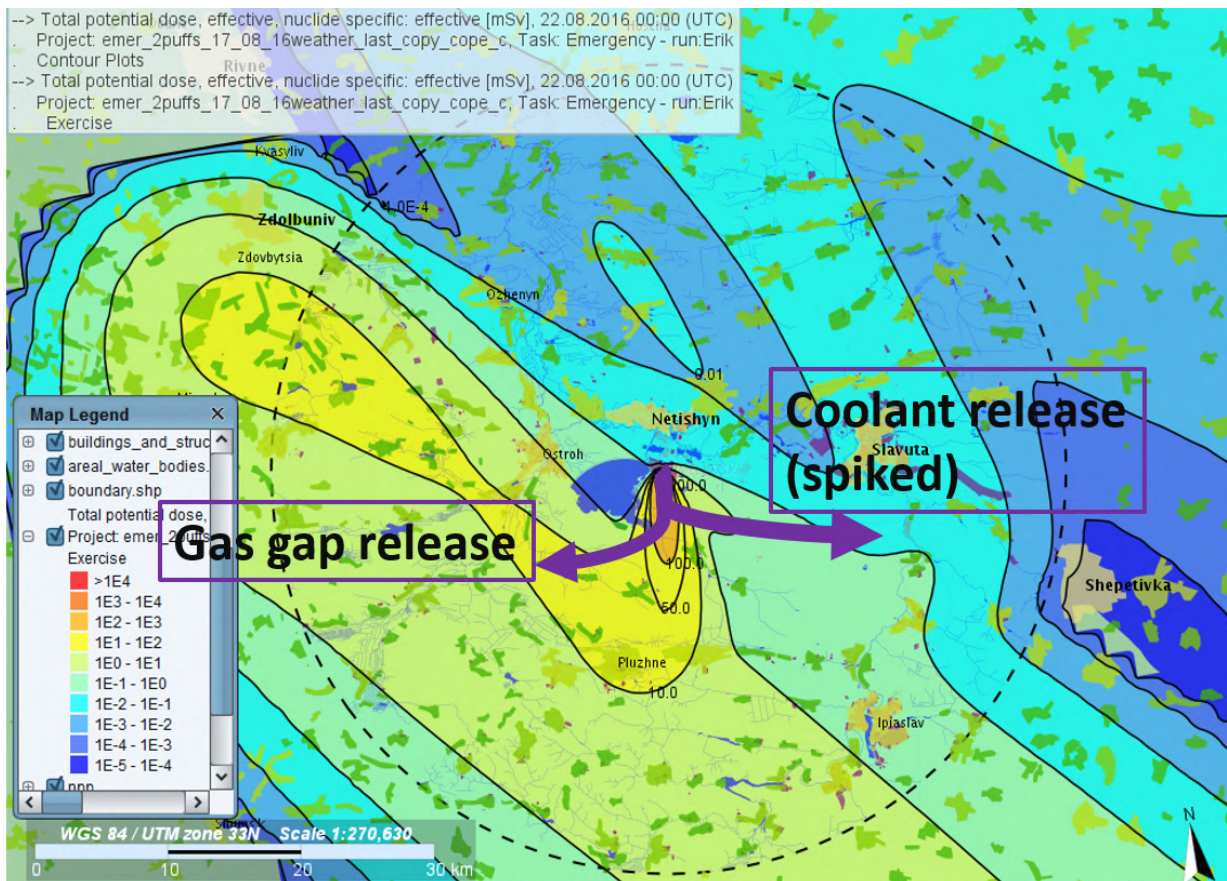 --> Total potential dose, effective, nuclide specific: effective [mSv], 22.08.2016 00:00 (UTC)
. Project: emer_2puffs_17_08_16weather_last_copy_cope_c, Task: Emergency - run:Erik
. Contour Plots
--> Total potential dose, effective, nuclide specific: effective [mSv], 22.08.2016 00:00 (UTC)
. Project: emer_2puffs_17_08_16weather_last_copy_cope_c, Task: Emergency - run:Erik
. Exercise
Rivne
Kvasyliv
Zdolbuniv
1.0E-4
Zdovbytsia
Ozhenyn
0.01
Netishyn
Ostroh
Coolant release
(spiked)
Slavuta
Gas gap release
100.0
50.0
Pluzhne
10.0
Shepetivka
Iziaslav
Map Legend
buildings_and_struc
areal_water_bodies.
boundary.shp
Total potential dose,
Project: emer_2puffs
Exercise
>1E4
1E3 - 1E4
1E2 - 1E3
1E1 - 1E2
1E0 - 1E1
1E-1 - 1E0
1E-2 - 1E-1
1E-3 - 1E-2
1E-4 - 1E-3
1E-5 - 1E-4
WGS 84 / UTM zone 33N Scale 1:270,630
0 10 20 30 km
N